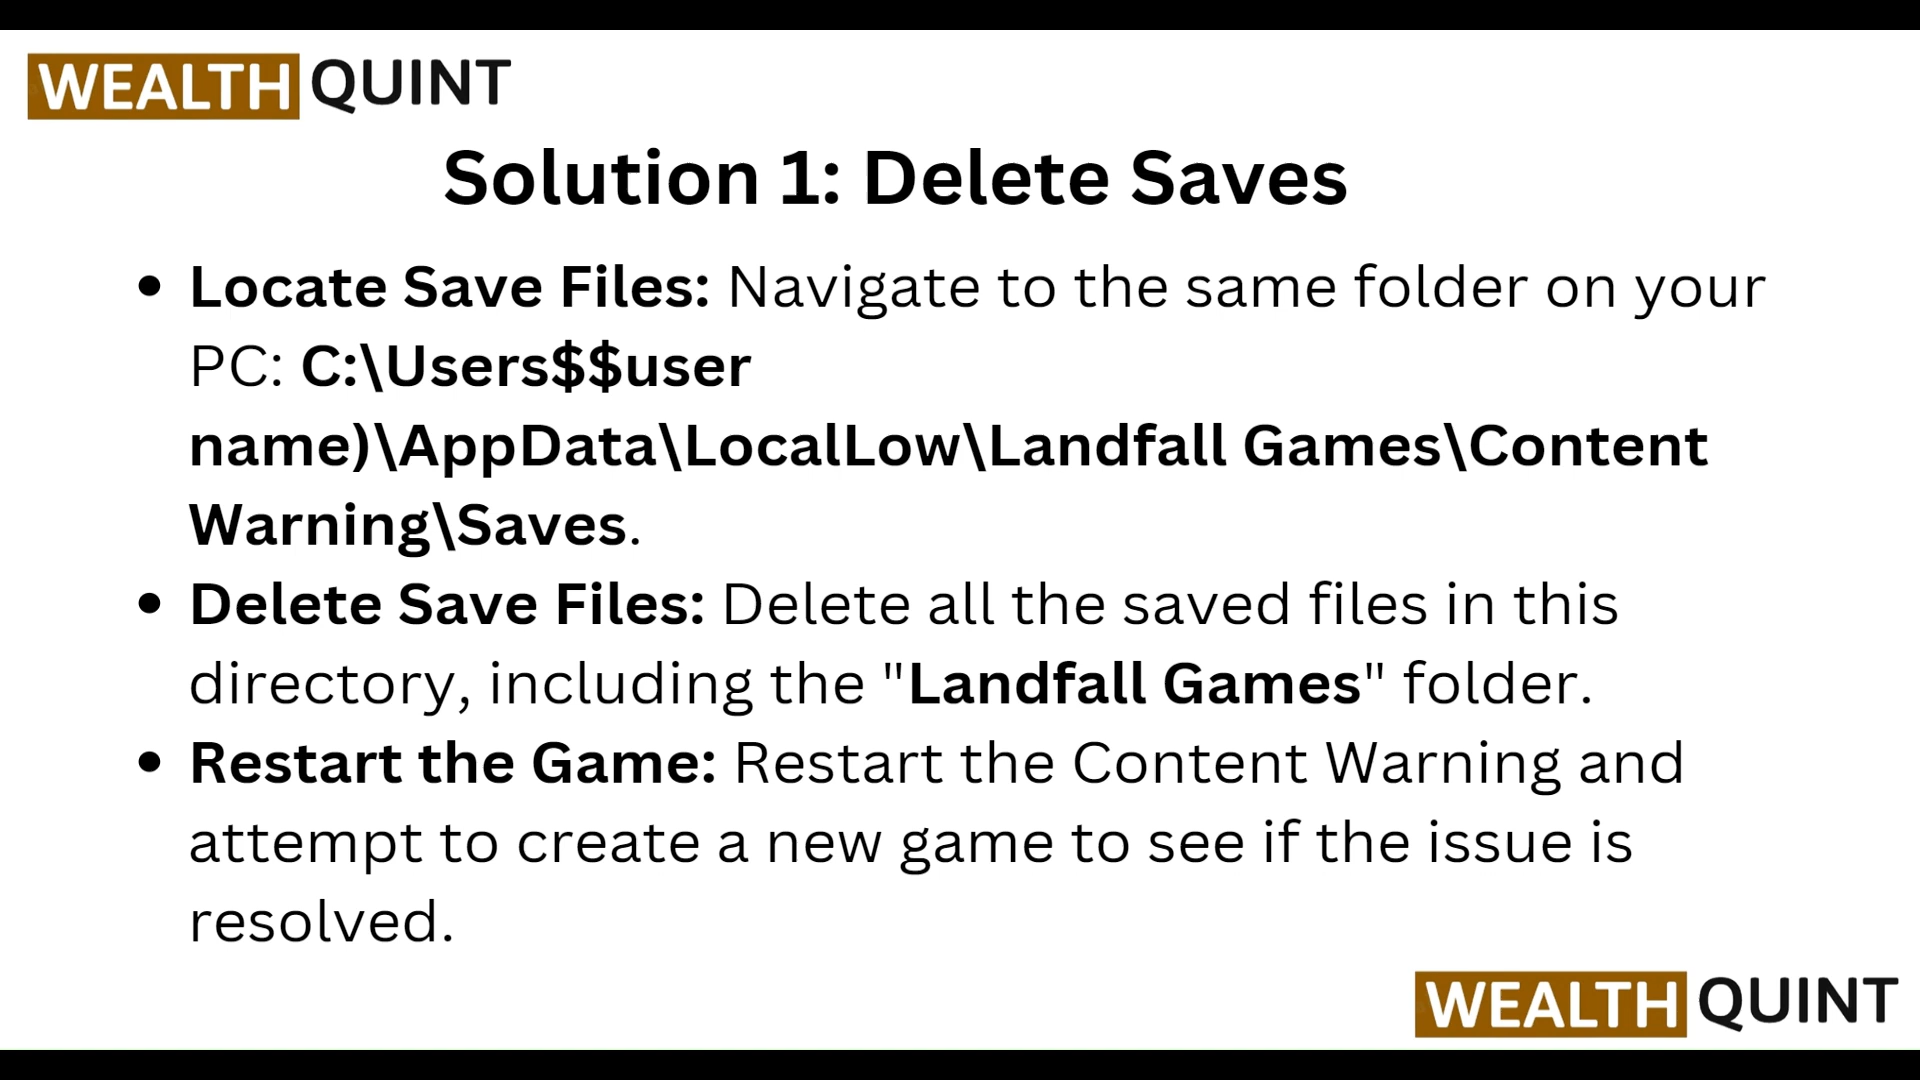 WEALTH QUINT
Solution 1: Delete Saves
• Locate Save Files: Navigate to the same folder on your
PC: C:\Users$$user
name)\AppData\LocalLow\Landfall Games\Content
Warning\Saves.
• Delete Save Files: Delete all the saved files in this
directory, including the "Landfall Games" folder.
• Restart the Game: Restart the Content Warning and
attempt to create a new game to see if the issue is
resolved.
WEALTH QUINT